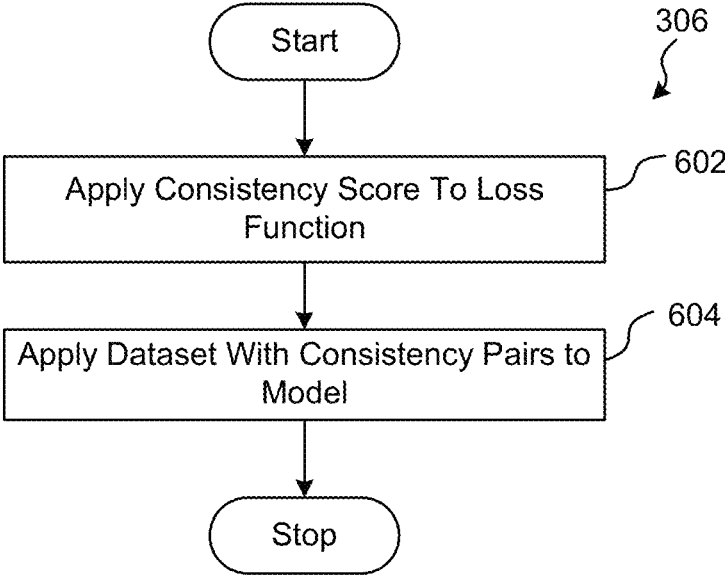 Start
306
602
Apply Consistency Score To Loss
Function
604
Apply Dataset With Consistency Pairs to
Model
Stop